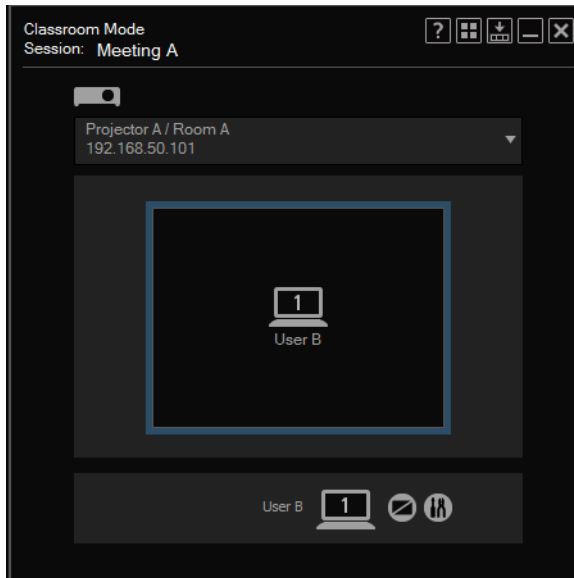 Classroom Mode
Session: Meeting A
?
Projector A / Room A
192.168.50.101
1
User B
User B 1